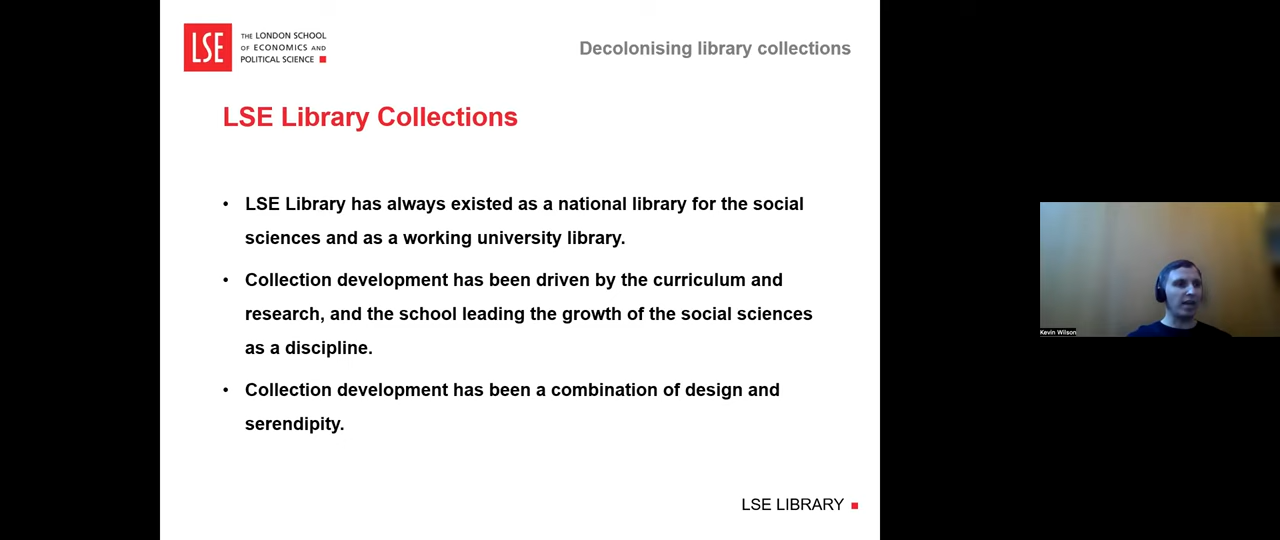 LSE
THE LONDON SCHOOL
OF ECONOMICS AND
POLITICAL SCIENCE
Decolonising library collections
LSE Library Collections
• LSE Library has always existed as a national library for the social
sciences and as a working university library.
• Collection development has been driven by the curriculum and
research, and the school leading the growth of the social sciences
as a discipline.
• Collection development has been a combination of design and
serendipity.
Kevin Wilson
LSE LIBRARY